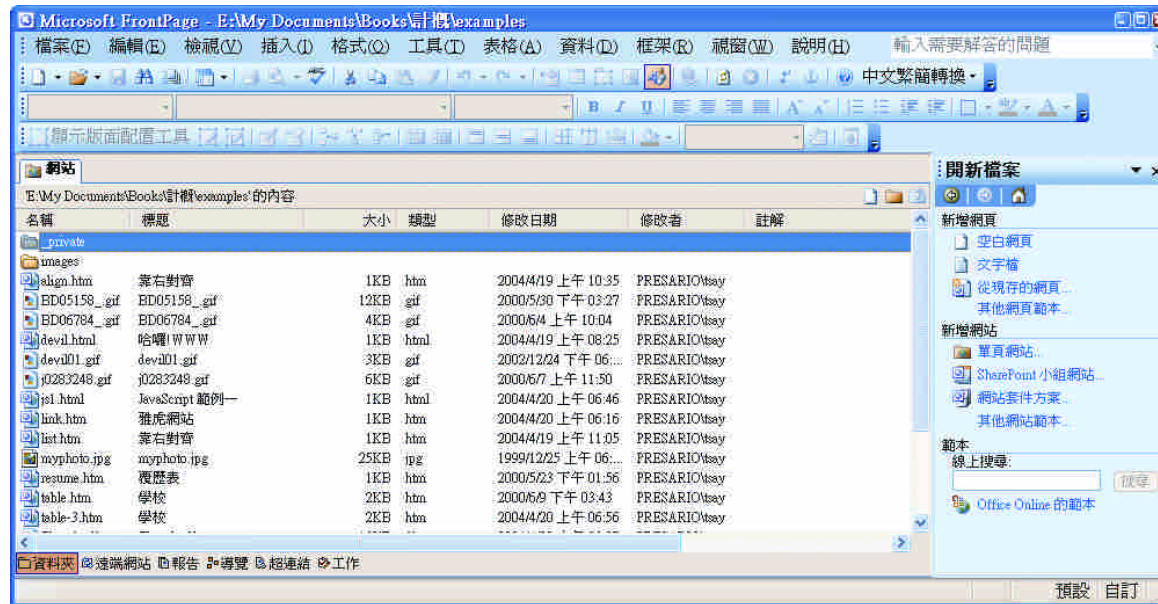 Microsoft FrontPage - E:\My Documents\Books\計概\examples
檔案(F) 編輯(E) 檢視(V) 插入(I) 格式(O) 工具(T) 表格(A) 資料(D) 框架(R) 視窗(W) 說明(H) 輸入需要解答的問題
中文繁簡轉換
B I U A A A
顯示版面配置工具
網站 開新檔案
'E:\My Documents\Books\計概\examples' 的內容
名稱 標題 大小 類型 修改日期 修改者 註解
_private
images
align.htm 靠右對齊 1KB htm 2004/4/19 上午 10:35 PRESARIO\tsay
BD05158_.gif BD05158_.gif 12KB gif 2000/5/30 下午 03:27 PRESARIO\tsay
BD06784_.gif BD06784_.gif 4KB gif 2000/6/4 上午 10:04 PRESARIO\tsay
devil.html 哈囉! W W W 1KB html 2004/4/19 上午 08:25 PRESARIO\tsay
devil01.gif devil01.gif 3KB gif 2002/12/24 下午 06:... PRESARIO\tsay
j0283248.gif j0283248.gif 6KB gif 2000/6/7 上午 11:50 PRESARIO\tsay
js1.html JavaScript 範例一 1KB html 2004/4/20 上午 06:46 PRESARIO\tsay
link.htm 雅虎網站 1KB htm 2004/4/20 上午 06:16 PRESARIO\tsay
list.htm 靠右對齊 1KB htm 2004/4/19 上午 11:05 PRESARIO\tsay
myphoto.jpg myphoto.jpg 25KB jpg 1999/12/25 上午 06:... PRESARIO\tsay
resume.htm 履歷表 1KB htm 2000/5/23 下午 01:56 PRESARIO\tsay
table.htm 學校 2KB htm 2000/6/9 下午 03:43 PRESARIO\tsay
table-3.htm 學校 2KB htm 2004/4/20 上午 06:56 PRESARIO\tsay
新增網頁
空白網頁
文字檔
從現存的網頁...
其他網頁範本...
新增網站
單頁網站...
SharePoint 小組網站...
網站套件方案...
其他網站範本...
範本
線上搜尋:
搜尋
Office Online 的範本
資料夾 遠端網站 報告 導覽 超連結 工作
預設 自訂